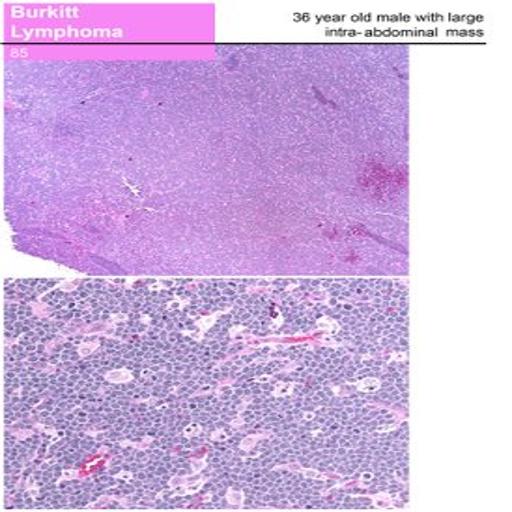 Burkitt
Lymphoma
85
36 year old male with large
intra-abdominal mass